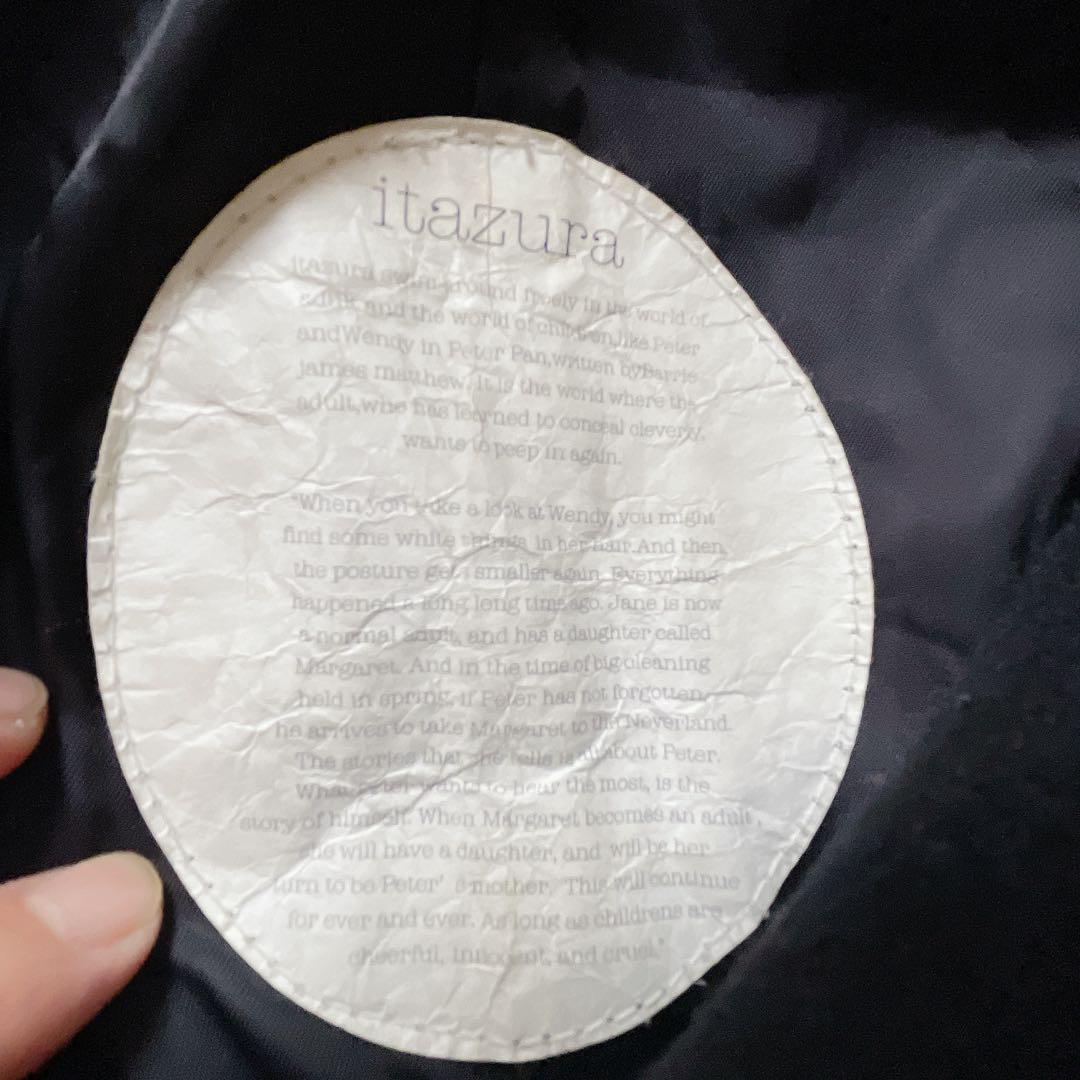 itazura
itazura swim around freely in the world of
adult, and the world of children, like Peter
and Wendy in Peter Pan, written byBarrie
james mauhew. It is the world where the
adult, who has learned to conceal cleverly,
wants to peep in again.
"When you take a look at Wendy, you might
find some white things in her hair. And then,
the posture gets smaller again. Everything
happened a long long time ago. Jane is now
a normal adult, and has a daughter called
Margaret. And in the time of big cleaning
held in spring, if Peter has not forgotten,
he arrives to take Margaret to the Neverland.
The stories that she tells is all about Peter.
What Peter wants to hear the most, is the
story of himself. When Margaret becomes an adult,
she will have a daughter, and will be her
turn to be Peter' s mother. This will continue
for ever and ever. As long as childrens are
cheerful, innocent, and cruel."